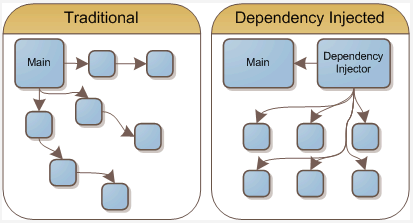 Traditional
Dependency Injected
Main
Main
Dependency
Injector